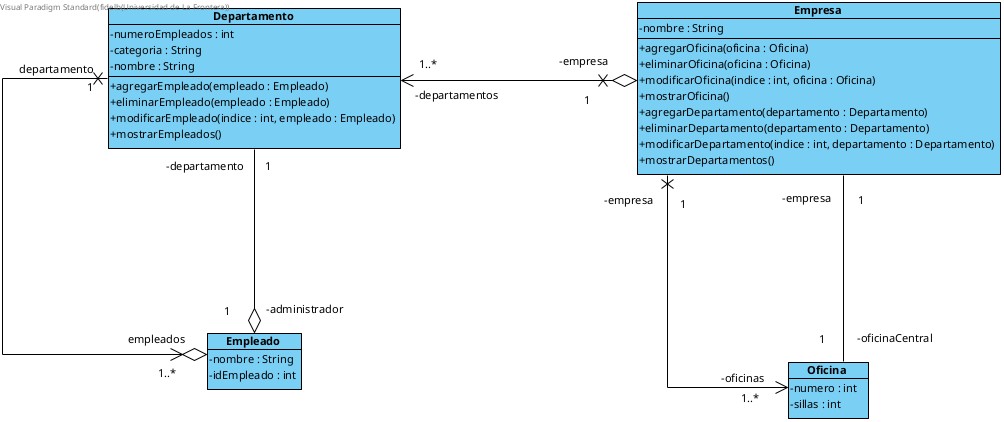 Visual Paradigm Standard(fidelb(Universidad de La Frontera))
Departamento
-numeroEmpleados : int
-categoria : String
-nombre : String
+agregarEmpleado(empleado : Empleado)
+eliminarEmpleado(empleado : Empleado)
+modificarEmpleado(indice : int, empleado : Empleado)
+mostrarEmpleados()
Empresa
-nombre : String
+agregarOficina(oficina : Oficina)
+eliminarOficina(oficina : Oficina)
+modificarOficina(indice : int, oficina : Oficina)
+mostrarOficina()
+agregarDepartamento(departamento : Departamento)
+eliminarDepartamento(departamento : Departamento)
+modificarDepartamento(indice : int, departamento : Departamento)
+mostrarDepartamentos()
departamento
1
1..*
-departamentos
-empresa
1
-departamento
1
-empresa
1
-empresa
1
1
-administrador
empleados
1..*
Empleado
-nombre : String
-idEmpleado : int
1
-oficinaCentral
-oficinas
1..*
Oficina
-numero : int
-sillas : int